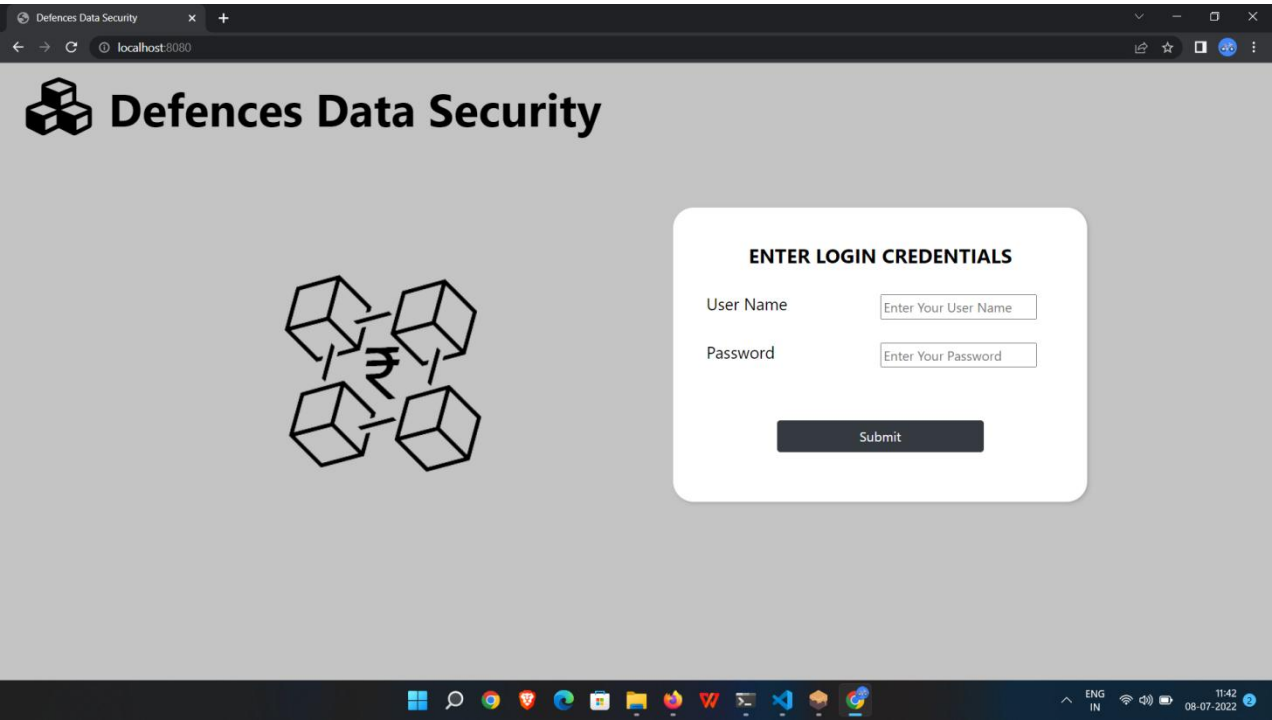 Defences Data Security
localhost:8080
Defences Data Security
ENTER LOGIN CREDENTIALS
User Name
Enter Your User Name
Password
Enter Your Password
Submit
₹
ENG
IN
11:42
08-07-2022
2